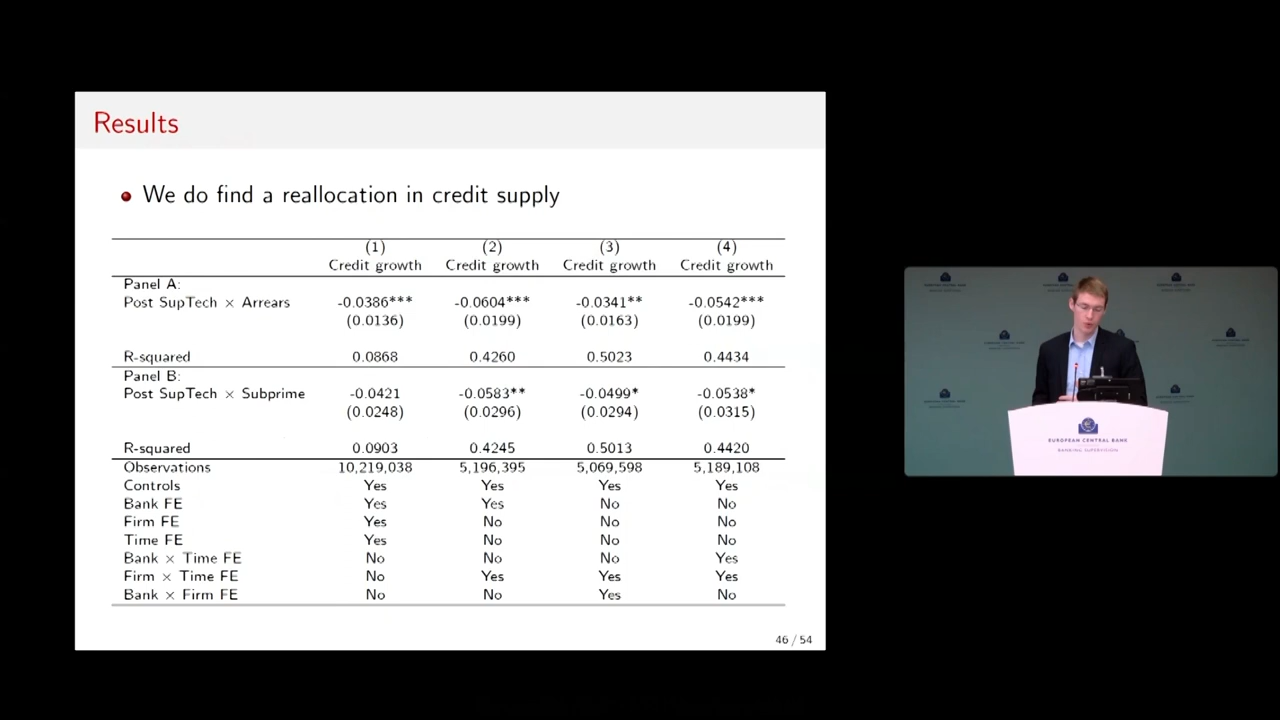 Results
We do find a reallocation in credit supply
(1) (2) (3) (4)
Credit growth Credit growth Credit growth Credit growth
Panel A:
Post SupTech × Arrears -0.0386*** -0.0604*** -0.0341** -0.0542***
(0.0136) (0.0199) (0.0163) (0.0199)
R-squared 0.0868 0.4260 0.5023 0.4434
Panel B:
Post SupTech × Subprime -0.0421 -0.0583** -0.0499* -0.0538*
(0.0248) (0.0296) (0.0294) (0.0315)
R-squared 0.0903 0.4245 0.5013 0.4420
Observations 10,219,038 5,196,395 5,069,598 5,189,108
Controls Yes Yes Yes Yes
Bank FE Yes Yes No No
Firm FE Yes No No No
Time FE Yes No No No
Bank × Time FE No No No Yes
Firm × Time FE No Yes Yes Yes
Bank × Firm FE No No Yes No
46 / 54
EUROPEAN CENTRAL BANK
BANKING SUPERVISION